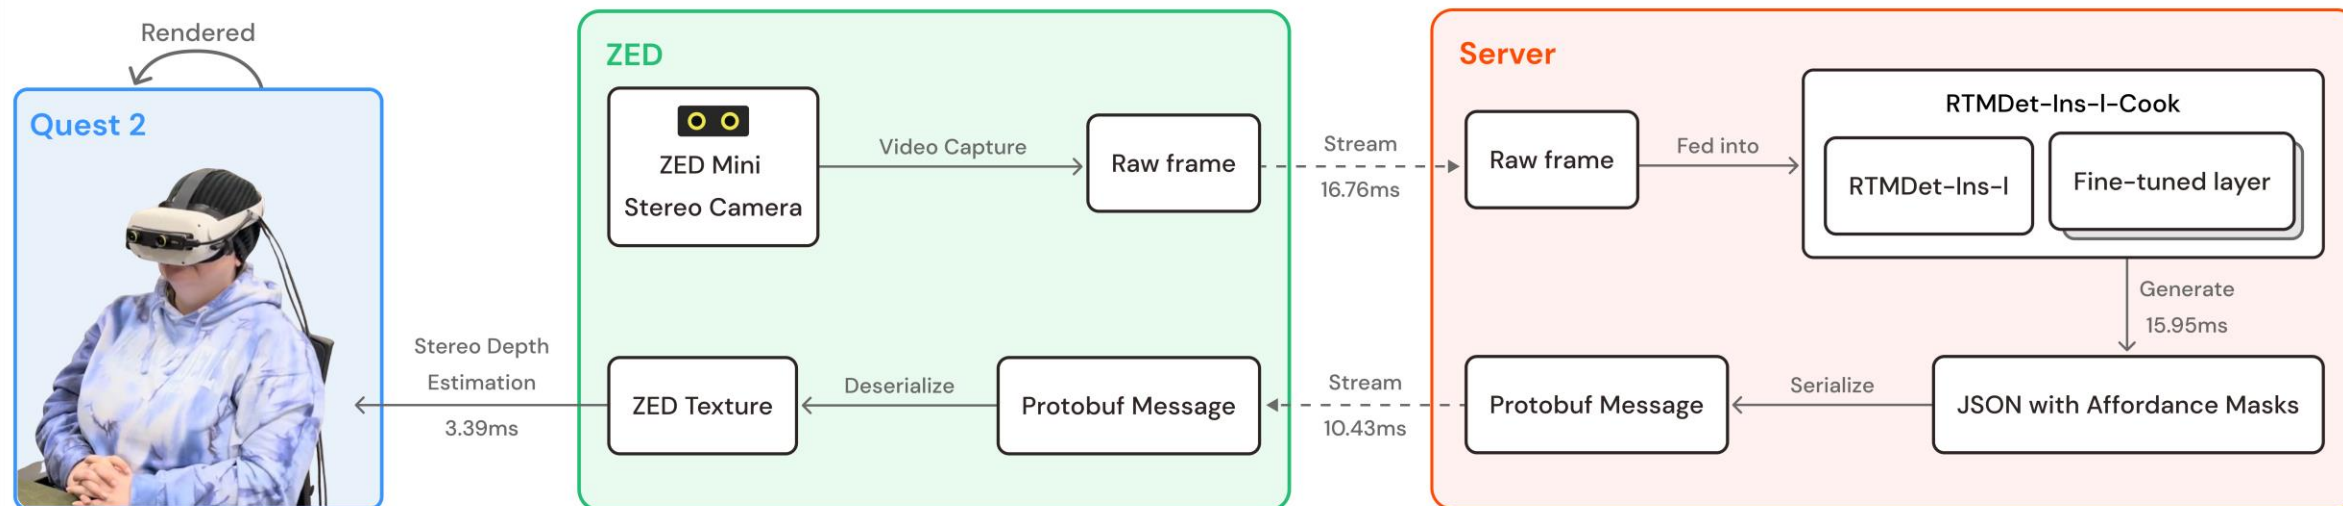 Rendered
Quest 2
ZED
ZED Mini
Stereo Camera
Video Capture
Raw frame
Stream
16.76ms
Server
Raw frame
Fed into
RTMDet-Ins-l-Cook
RTMDet-Ins-l
Fine-tuned layer
Generate
15.95ms
JSON with Affordance Masks
Serialize
Protobuf Message
Stream
10.43ms
Protobuf Message
Deserialize
ZED Texture
Stereo Depth
Estimation
3.39ms